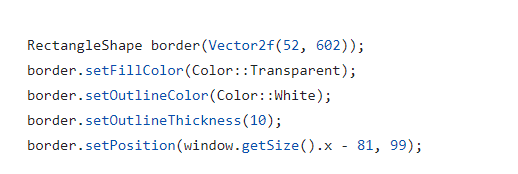 RectangleShape border(Vector2f(52, 602));
border.setFillColor(Color::Transparent);
border.setOutlineColor(Color::White);
border.setOutlineThickness(10);
border.setPosition(window.getSize().x - 81, 99);